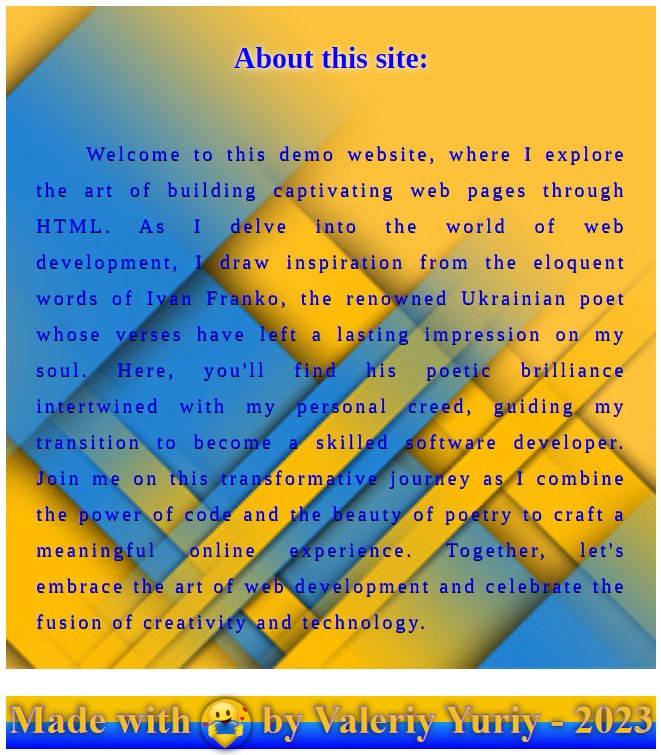 About this site:
Welcome to this demo website, where I explore
the art of building captivating web pages through
HTML. As I delve into the world of web
development, I draw inspiration from the eloquent
words of Ivan Franko, the renowned Ukrainian poet
whose verses have left a lasting impression on my
soul. Here, you'll find his poetic brilliance
intertwined with my personal creed, guiding my
transition to become a skilled software developer.
Join me on this transformative journey as I combine
the power of code and the beauty of poetry to craft a
meaningful online experience. Together, let's
embrace the art of web development and celebrate the
fusion of creativity and technology.
Made with 🤗 by Valeriy Yuriy - 2023